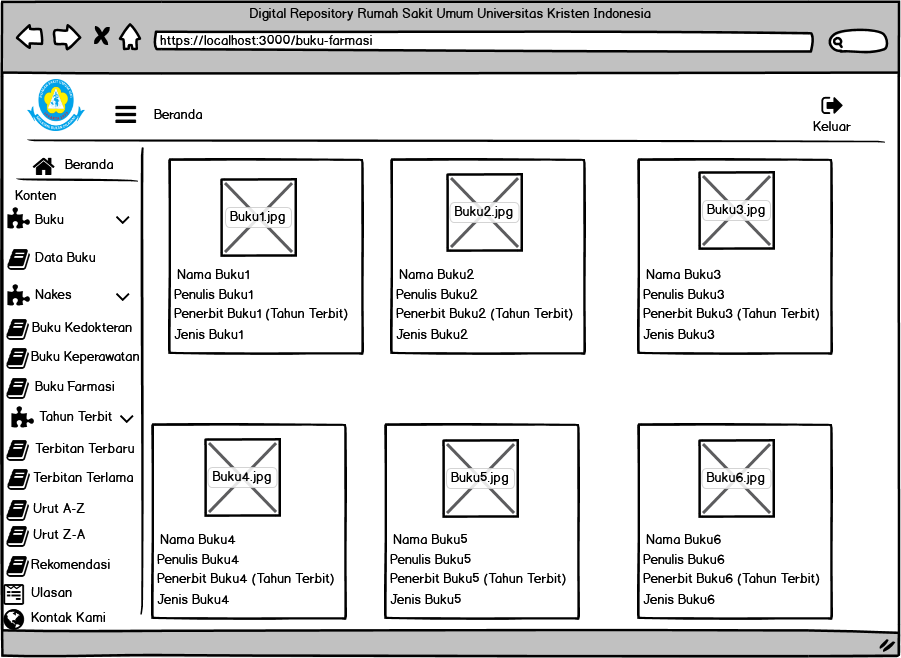 Digital Repository Rumah Sakit Umum Universitas Kristen Indonesia
https://localhost:3000/buku-farmasi
Beranda
Keluar
Beranda
Konten
Buku
Data Buku
Nakes
Buku Kedokteran
Buku Keperawatan
Buku Farmasi
Tahun Terbit
Terbitan Terbaru
Terbitan Terlama
Urut A-Z
Urut Z-A
Rekomendasi
Ulasan
Kontak Kami
Buku1.jpg
Nama Buku1
Penulis Buku1
Penerbit Buku1 (Tahun Terbit)
Jenis Buku1
Buku2.jpg
Nama Buku2
Penulis Buku2
Penerbit Buku2 (Tahun Terbit)
Jenis Buku2
Buku3.jpg
Nama Buku3
Penulis Buku3
Penerbit Buku3 (Tahun Terbit)
Jenis Buku3
Buku4.jpg
Nama Buku4
Penulis Buku4
Penerbit Buku4 (Tahun Terbit)
Jenis Buku4
Buku5.jpg
Nama Buku5
Penulis Buku5
Penerbit Buku5 (Tahun Terbit)
Jenis Buku5
Buku6.jpg
Nama Buku6
Penulis Buku6
Penerbit Buku6 (Tahun Terbit)
Jenis Buku6